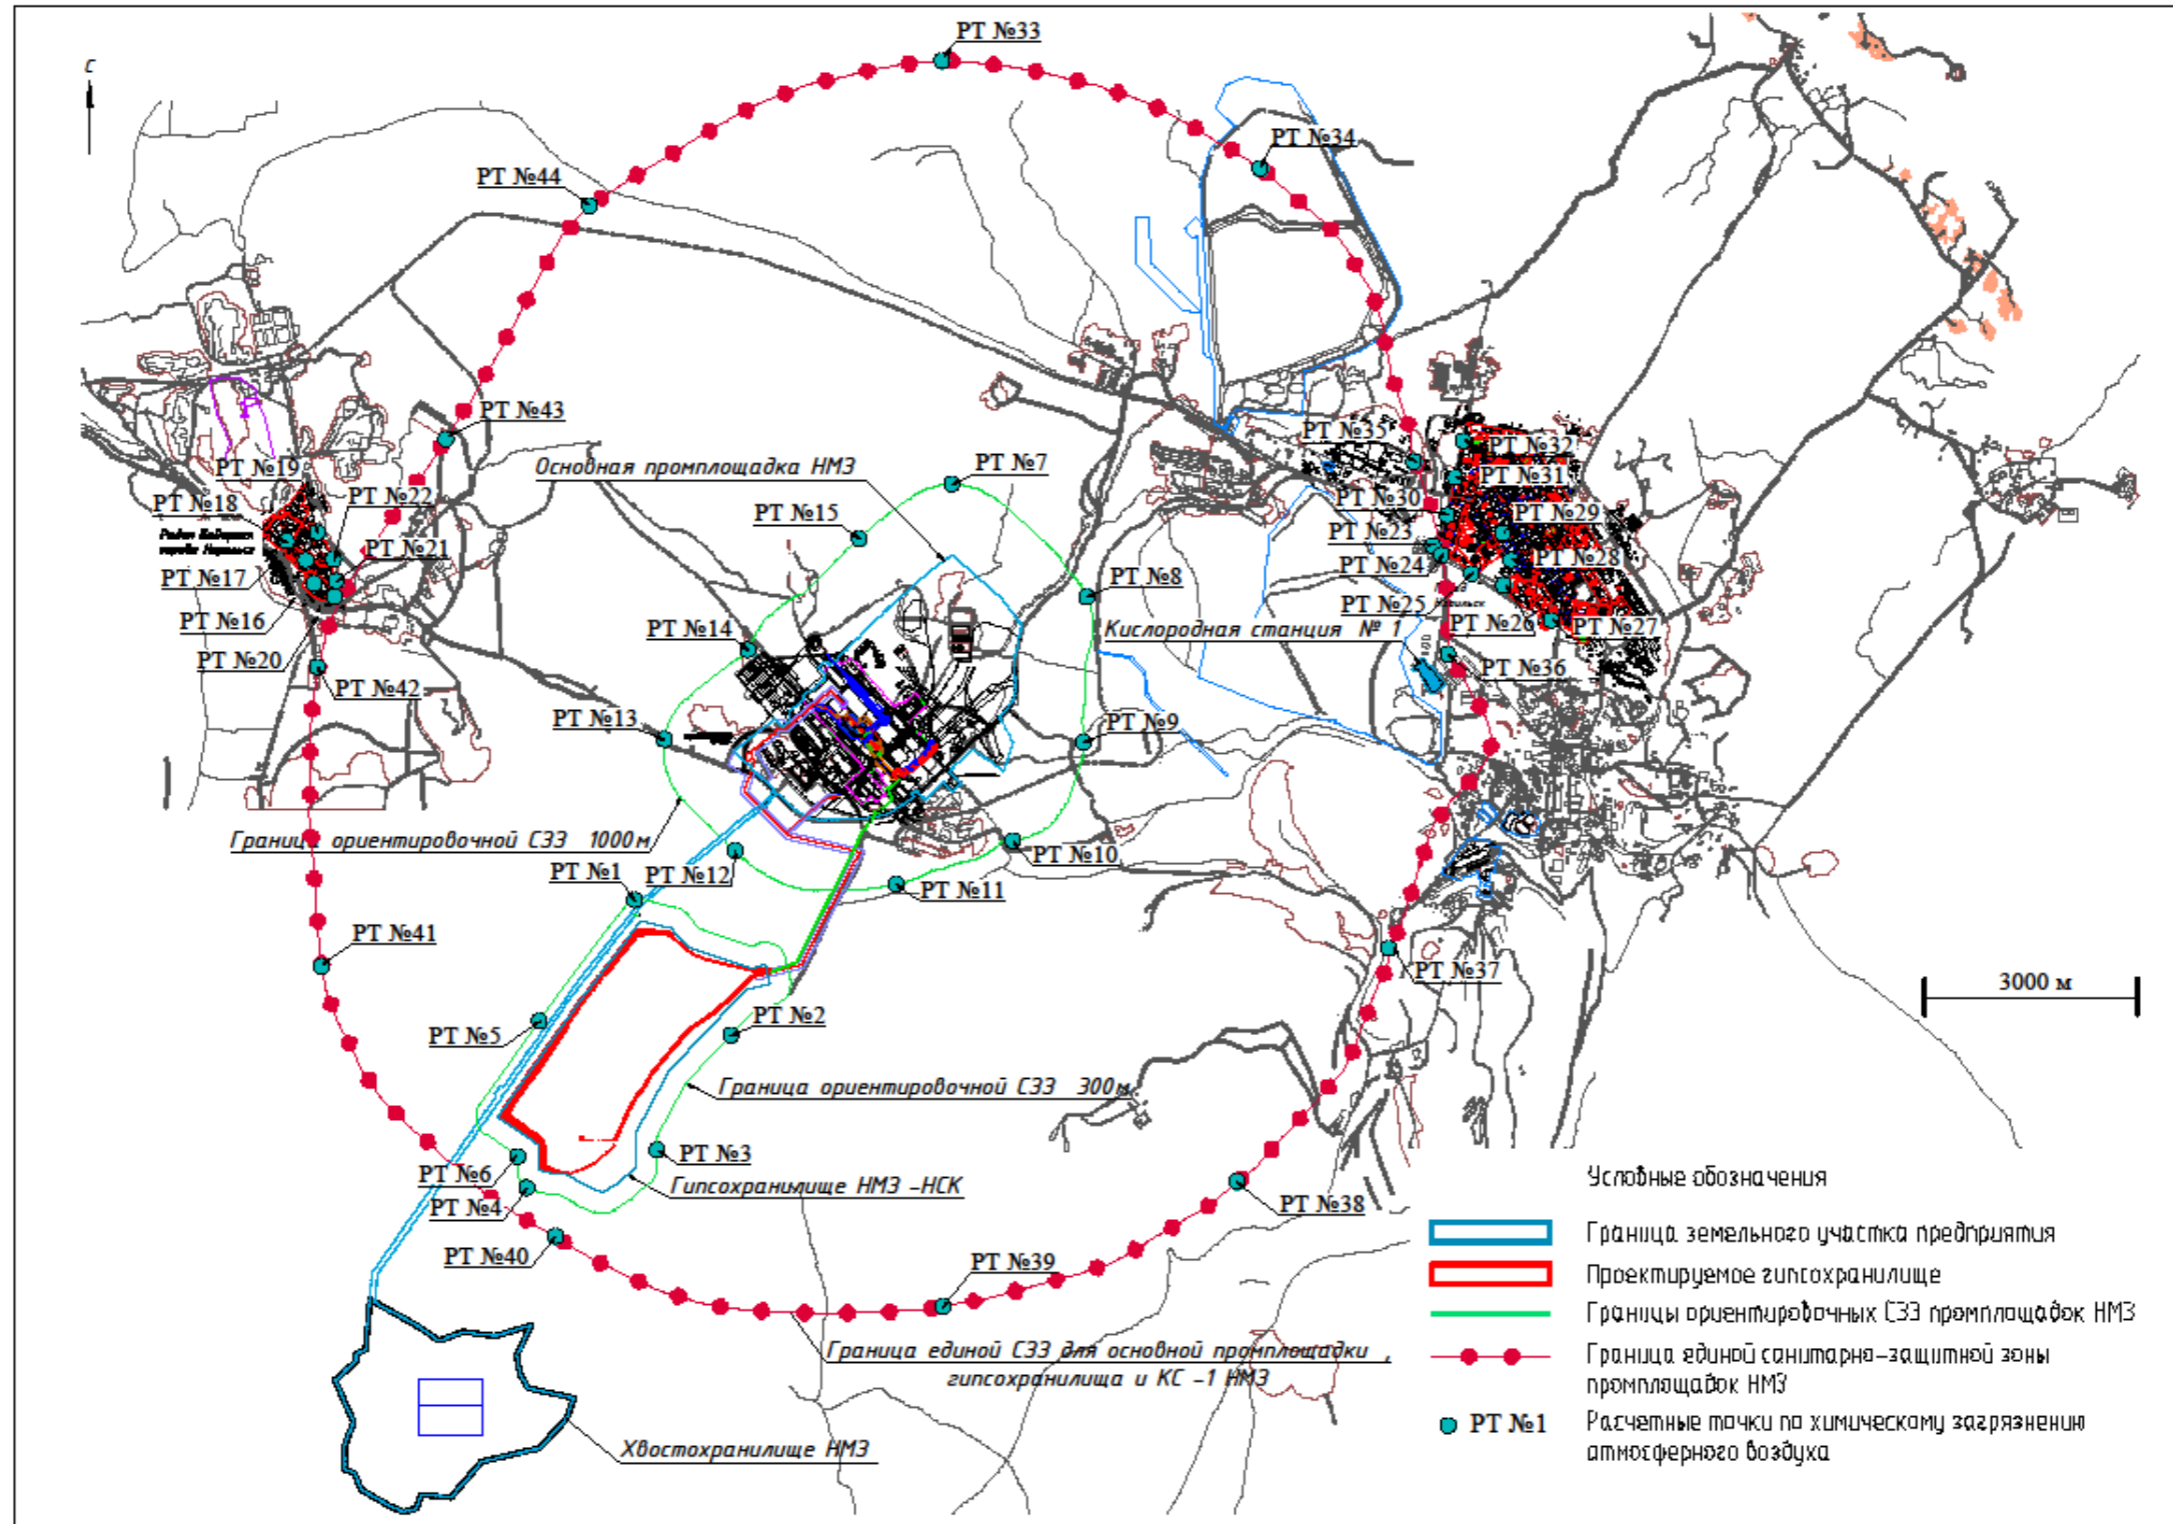 РТ №33
С
РТ №34
РТ №44
РТ №43
РТ №35
РТ №32
Основная промплощадка НМЗ
РТ №7
РТ №19
РТ №31
РТ №22
РТ №30
РТ №18
РТ №15
РТ №29
РТ №23
Район Кайеркан
города Норильск
РТ №21
РТ №28
РТ №24
РТ №17
РТ №8
РТ №25
РТ №16
РТ №14
Кислородная станция № 1
РТ №26
РТ №27
РТ №20
РТ №36
РТ №42
РТ №13
РТ №9
Граница ориентировочной СЗЗ 1000м
РТ №10
РТ №1
РТ №12
РТ №11
РТ №41
РТ №37
3000 м
РТ №5
РТ №2
Граница ориентировочной СЗЗ 300м
РТ №3
РТ №6
Гипсохранилище НМЗ -НСК
РТ №4
РТ №38
РТ №40
РТ №39
Граница единой СЗЗ для основной промплощадки ,
гипсохранилища и КС -1 НМЗ
Хвостохранилище НМЗ
Условные обозначения
Граница земельного участка предприятия
Проектируемое гипсохранилище
Границы ориентировочных СЗЗ промплощадок НМЗ
Граница единой санитарно-защитной зоны
промплощадок НМЗ
РТ №1
Расчетные точки по химическому загрязнению
атмосферного воздуха